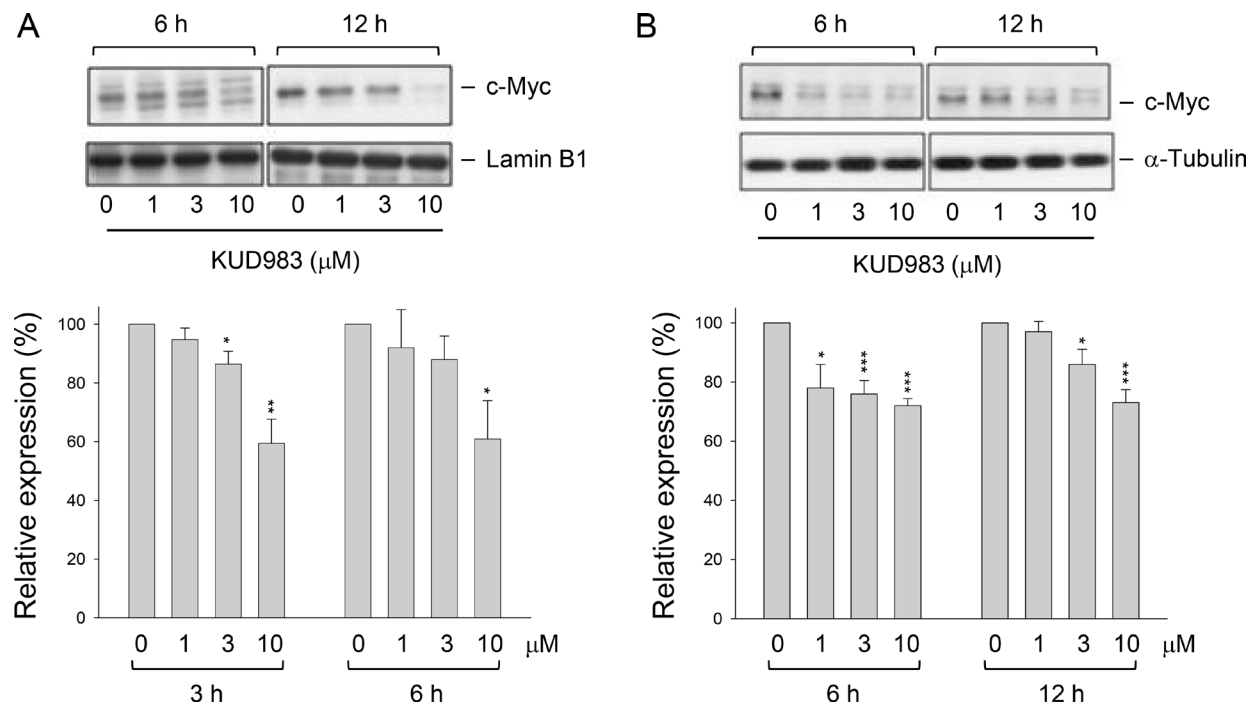 A
6 h 12 h
c-Myc
Lamin B1
0 1 3 10 0 1 3 10
KUD983 (μM)
Relative expression (%)
100
80
60
40
20
0
* ** *
0 1 3 10 0 1 3 10 μM
3 h 6 h
B
6 h 12 h
c-Myc
α-Tubulin
0 1 3 10 0 1 3 10
KUD983 (μM)
Relative expression (%)
100
80
60
40
20
0
* *** *** * ***
0 1 3 10 0 1 3 10 μM
6 h 12 h